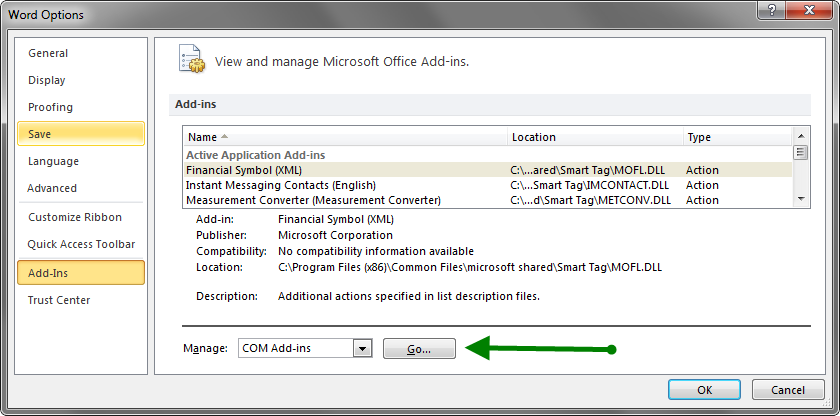 Word Options
General
Display
Proofing
Save
Language
Advanced
Customize Ribbon
Quick Access Toolbar
Add-Ins
Trust Center
View and manage Microsoft Office Add-ins.
Add-ins
Name Location Type
Active Application Add-ins
Financial Symbol (XML) C:\...ared\Smart Tag\MOFL.DLL Action
Instant Messaging Contacts (English) C:\...Smart Tag\IMCONTACT.DLL Action
Measurement Converter (Measurement Converter) C:\...d\Smart Tag\METCONV.DLL Action
Add-in: Financial Symbol (XML)
Publisher: Microsoft Corporation
Compatibility: No compatibility information available
Location: C:\Program Files (x86)\Common Files\microsoft shared\Smart Tag\MOFL.DLL
Description: Additional actions specified in list description files.
Manage: COM Add-ins Go...
OK Cancel